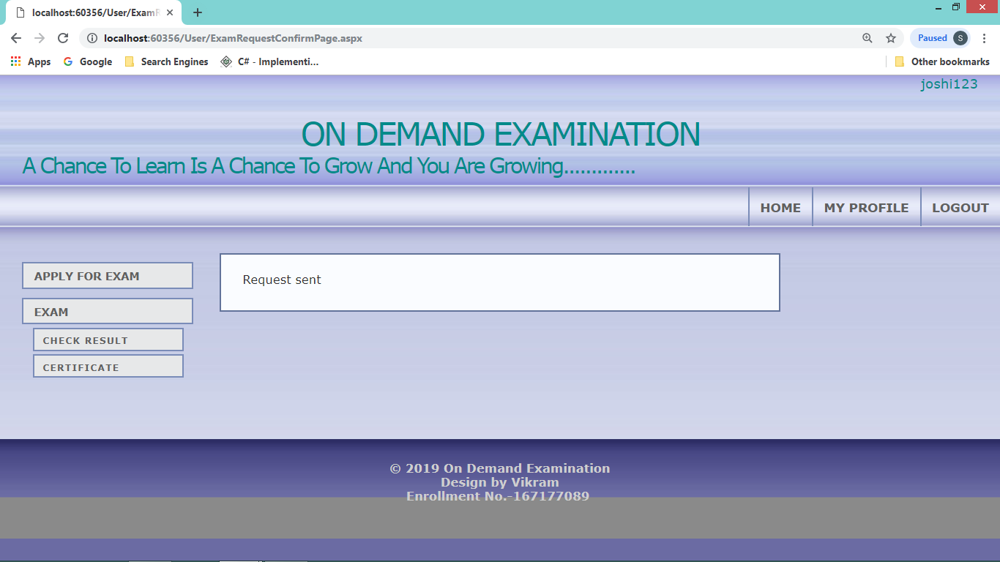 localhost:60356/User/ExamR
localhost:60356/User/ExamRequestConfirmPage.aspx
Paused
S
Apps
Google
Search Engines
C# - Implementi...
Other bookmarks
joshi123
ON DEMAND EXAMINATION
A Chance To Learn Is A Chance To Grow And You Are Growing.............
HOME
MY PROFILE
LOGOUT
APPLY FOR EXAM
Request sent
EXAM
CHECK RESULT
CERTIFICATE
© 2019 On Demand Examination
Design by Vikram
Enrollment No.-167177089